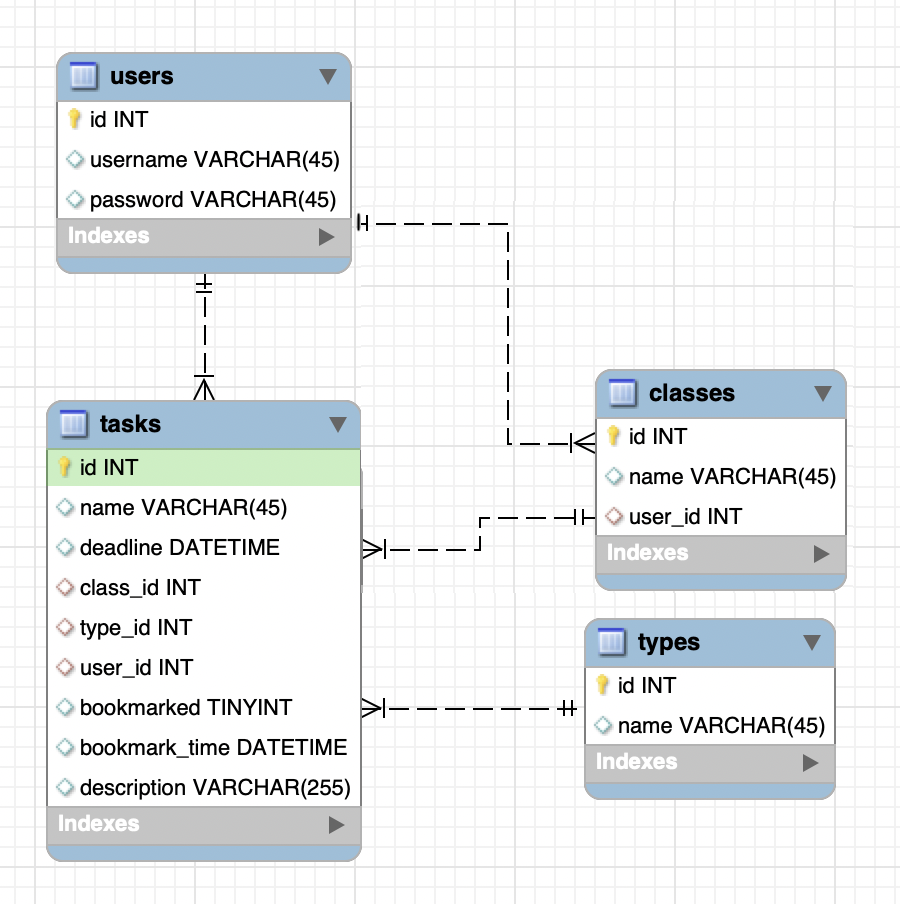 users
id INT
username VARCHAR(45)
password VARCHAR(45)
Indexes
tasks
id INT
name VARCHAR(45)
deadline DATETIME
class_id INT
type_id INT
user_id INT
bookmarked TINYINT
bookmark_time DATETIME
description VARCHAR(255)
Indexes
classes
id INT
name VARCHAR(45)
user_id INT
Indexes
types
id INT
name VARCHAR(45)
Indexes